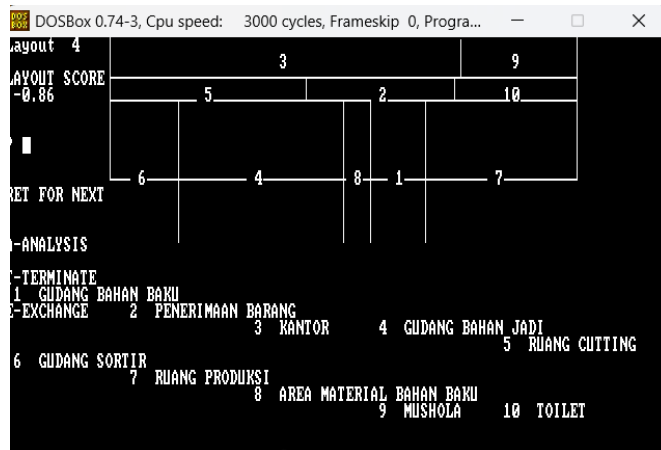 DOSBox 0.74-3, Cpu speed: 3000 cycles, Frameskip 0, Progra...
ayout 4
3 9
AYOUT SCORE
-0.86 5 2 10
?
6 4 8 1 7
RET FOR NEXT
-ANALYSIS
-TERMINATE
1 GUDANG BAHAN BAKU
-EXCHANGE 2 PENERIMAAN BARANG
3 KANTOR 4 GUDANG BAHAN JADI
5 RUANG CUTTING
6 GUDANG SORTIR
7 RUANG PRODUKSI
8 AREA MATERIAL BAHAN BAKU
9 MUSHOLA 10 TOILET